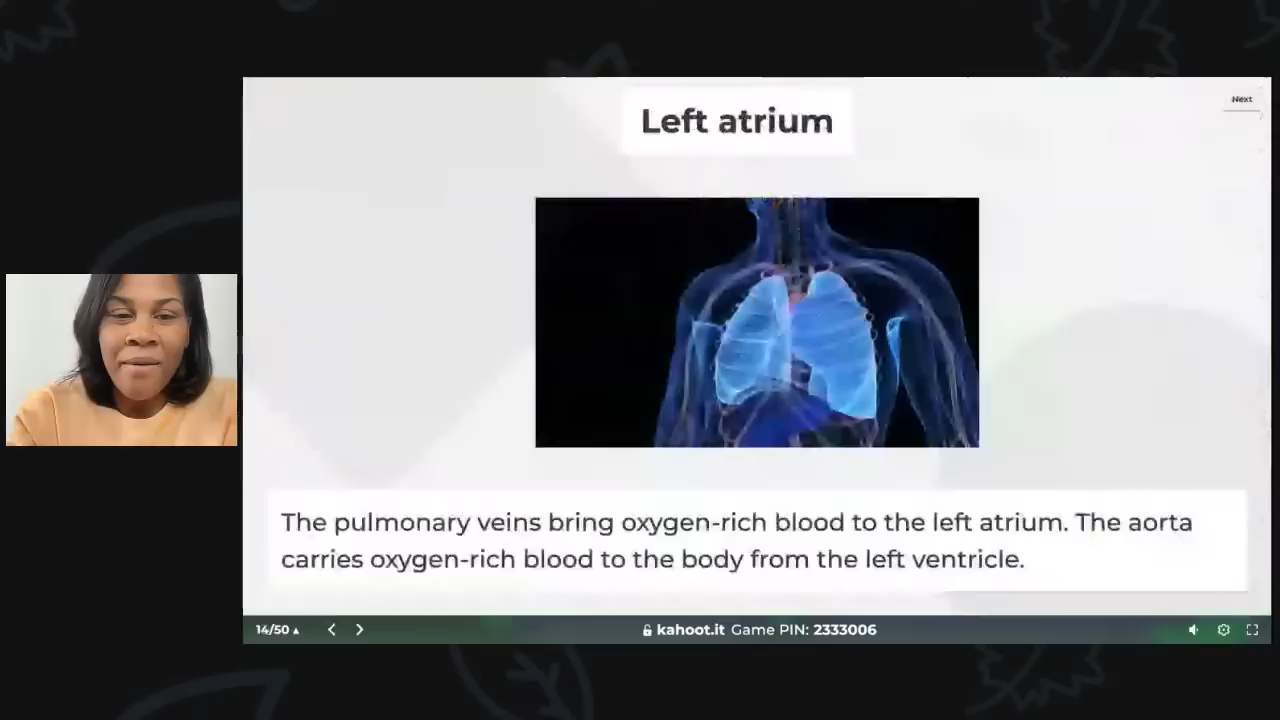 Left atrium
Next
The pulmonary veins bring oxygen-rich blood to the left atrium. The aorta
carries oxygen-rich blood to the body from the left ventricle.
14/50
kahoot.it Game PIN: 2333006